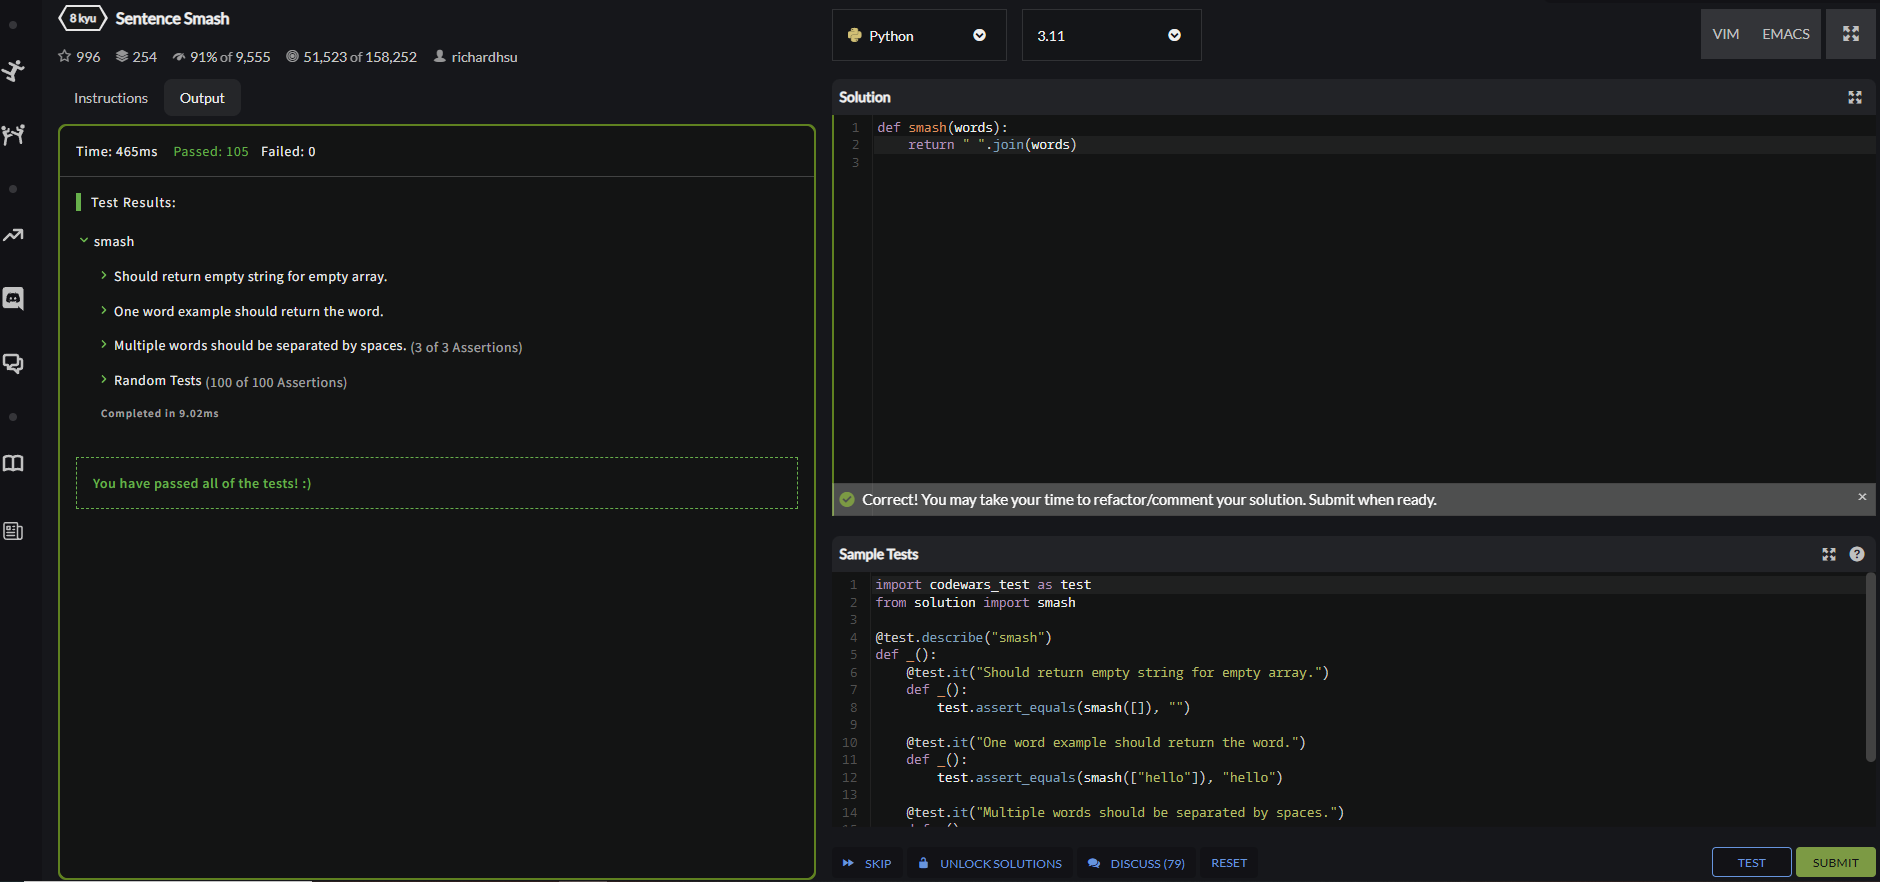 8 kyu Sentence Smash
996 254 91% of 9,555 51,523 of 158,252 richardhsu
Instructions Output
Time: 465ms Passed: 105 Failed: 0
Test Results:
smash
Should return empty string for empty array.
One word example should return the word.
Multiple words should be separated by spaces. (3 of 3 Assertions)
Random Tests (100 of 100 Assertions)
Completed in 9.02ms
You have passed all of the tests! :)
Python 3.11 VIM EMACS
Solution
1 def smash(words):
2     return " ".join(words)
3
Correct! You may take your time to refactor/comment your solution. Submit when ready. ×
Sample Tests ?
1 import codewars_test as test
2 from solution import smash
3
4 @test.describe("smash")
5 def _():
6     @test.it("Should return empty string for empty array.")
7     def _():
8         test.assert_equals(smash([]), "")
9
10     @test.it("One word example should return the word.")
11     def _():
12         test.assert_equals(smash(["hello"]), "hello")
13
14     @test.it("Multiple words should be separated by spaces.")
SKIP UNLOCK SOLUTIONS DISCUSS (79) RESET TEST SUBMIT